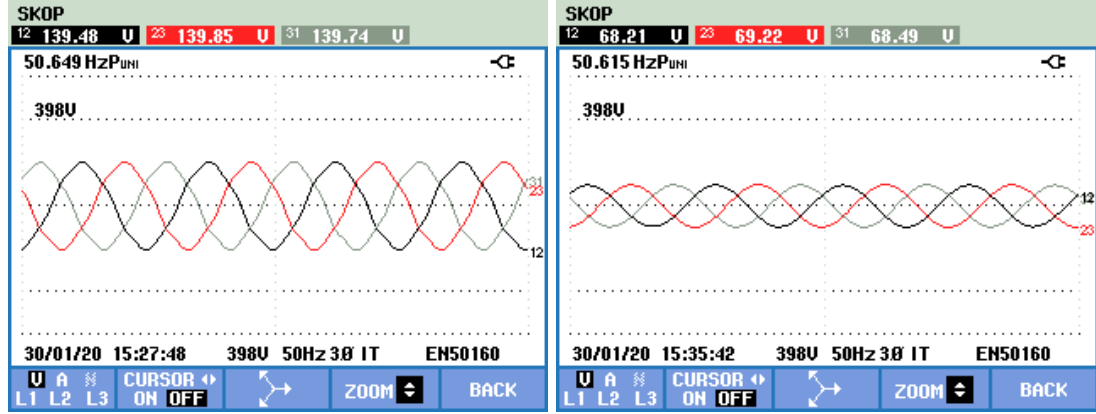 SKOP
12 139.48 V 23 139.85 V 31 139.74 V
50.649 HzPUNI
398V
31
23
12
30/01/20 15:27:48 398V 50Hz 3.0 IT EN50160
V A N CURSOR ZOOM BACK
L1 L2 L3 ON OFF
SKOP
12 68.21 V 23 69.22 V 31 68.49 V
50.615 HzPUNI
398V
12
23
30/01/20 15:35:42 398V 50Hz 3.0 IT EN50160
V A N CURSOR ZOOM BACK
L1 L2 L3 ON OFF